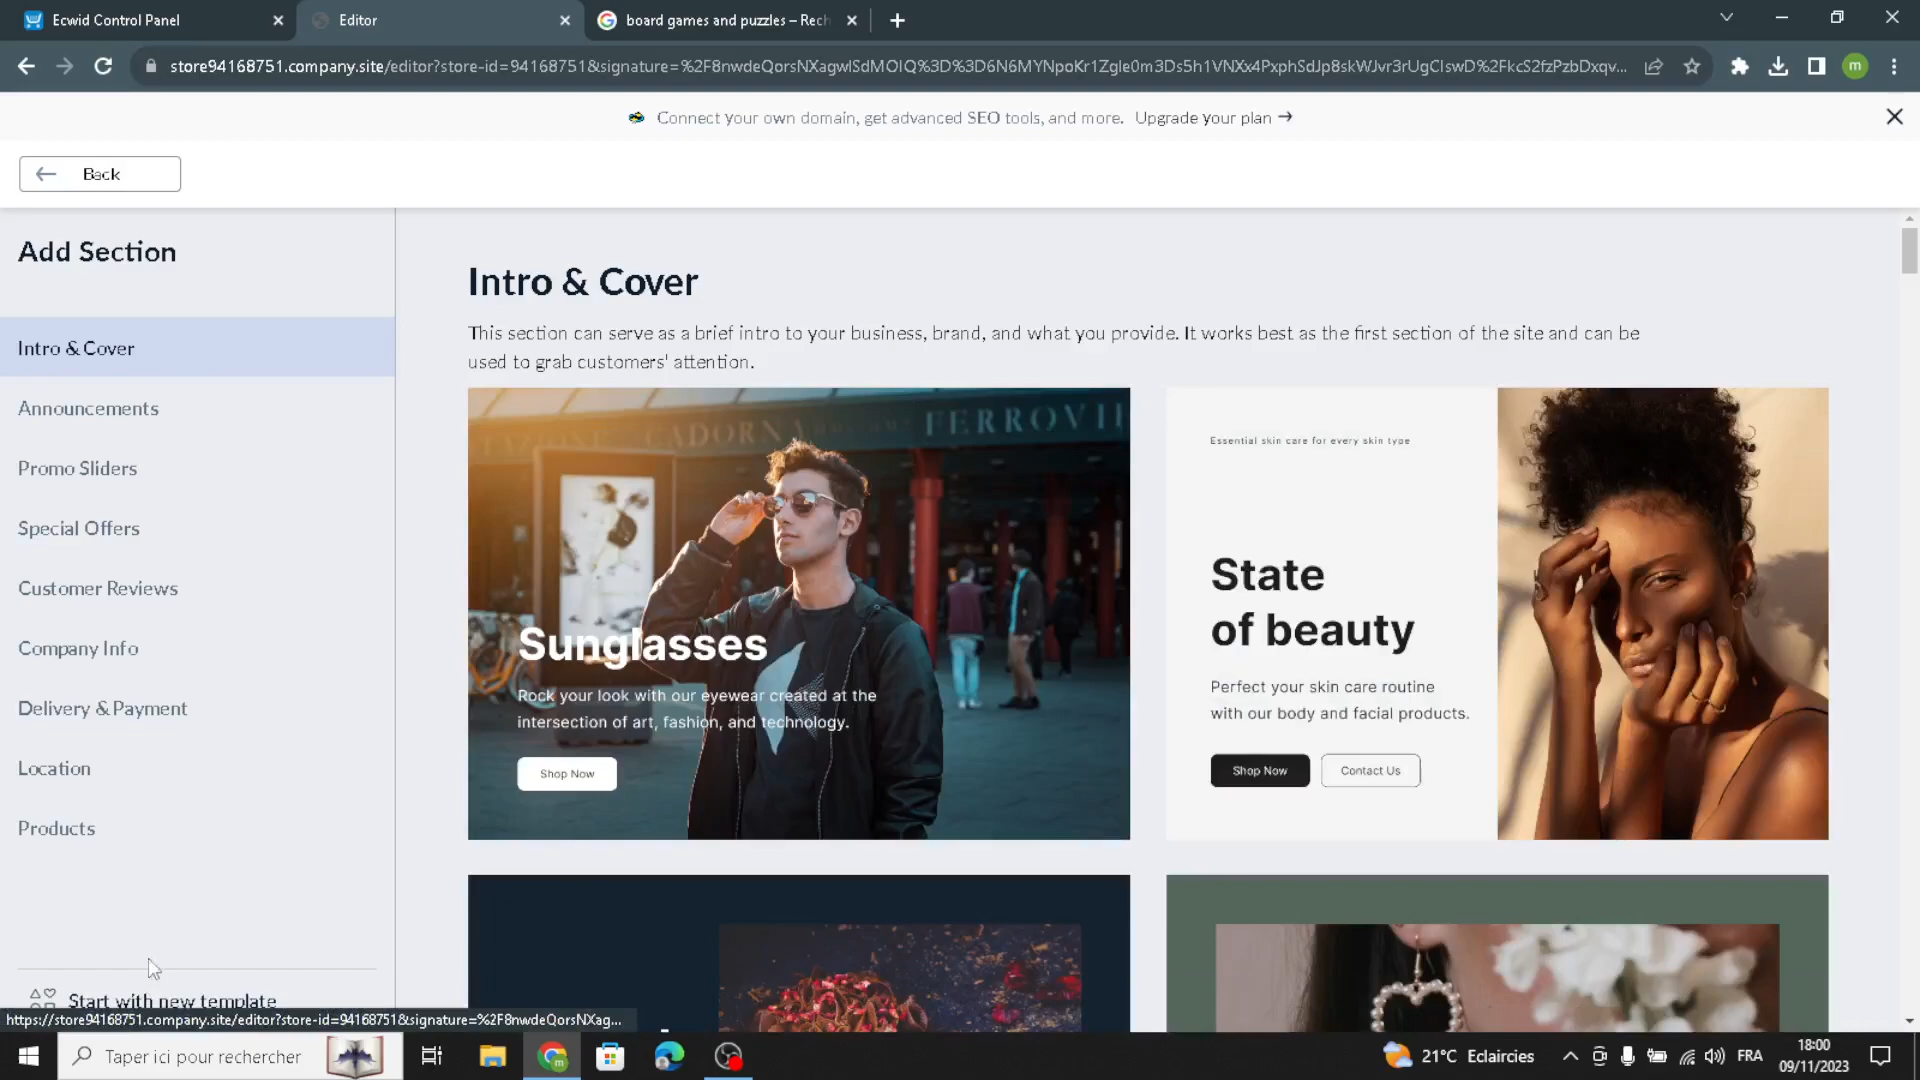 Ecwid Control Panel
Editor
board games and puzzles – Rech
store94168751.company.site/editor?store-id=94168751&signature=%2F8nwdeQorsNXagwlSdMOIQ%3D%3D6N6MYNpoKr1Zgle0m3Ds5h1VNXx4PxphSdJp8skWJvr3rUgCIswD%2FkcS2fzPzbDxqv...
m
Connect your own domain, get advanced SEO tools, and more. Upgrade your plan →
Back
Add Section
Intro & Cover
Announcements
Promo Sliders
Special Offers
Customer Reviews
Company Info
Delivery & Payment
Location
Products
Start with new template
Intro & Cover
This section can serve as a brief intro to your business, brand, and what you provide. It works best as the first section of the site and can be
used to grab customers' attention.
CADORNA FERROVIE
Sunglasses
Rock your look with our eyewear created at the
intersection of art, fashion, and technology.
Shop Now
Essential skin care for every skin type
State
of beauty
Perfect your skin care routine
with our body and facial products.
Shop Now
Contact Us
https://store94168751.company.site/editor?store-id=94168751&signature=%2F8nwdeQorsNXag...
Taper ici pour rechercher
21°C Eclaircies
FRA
18:00
09/11/2023